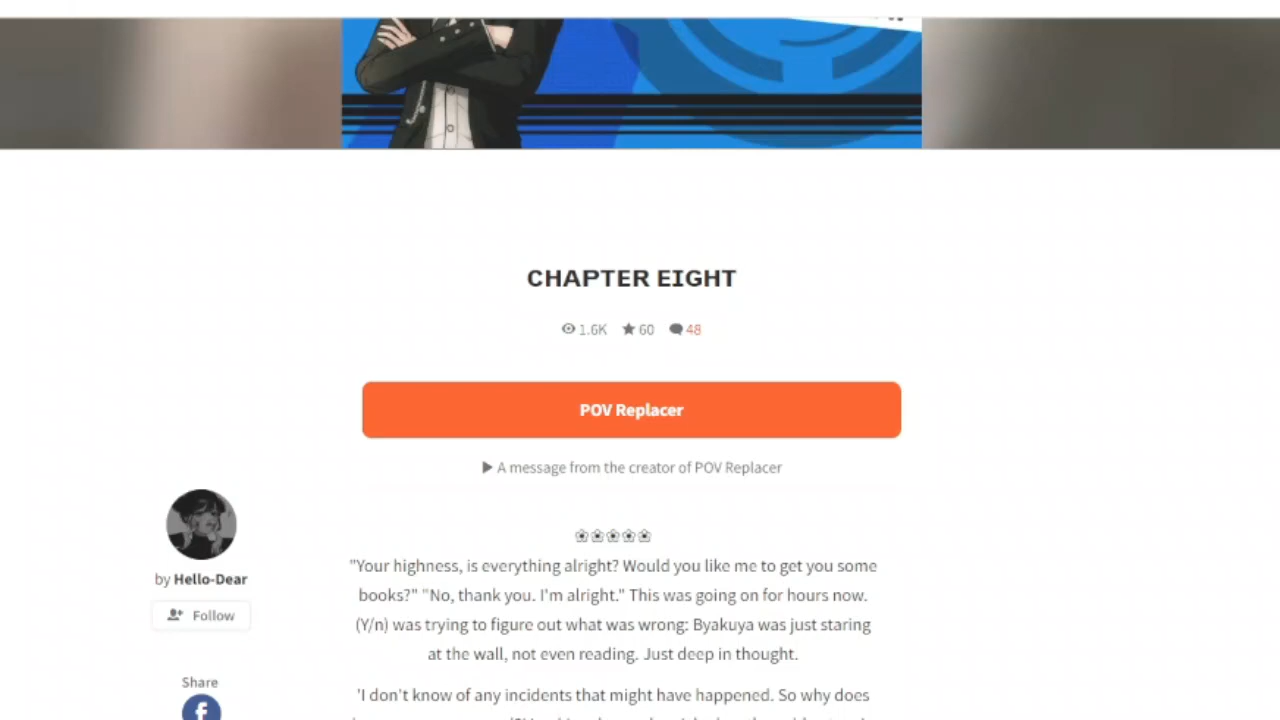 CHAPTER EIGHT
1.6K 60 48
POV Replacer
▶ A message from the creator of POV Replacer
by Hello-Dear
Follow
Share
"Your highness, is everything alright? Would you like me to get you some
books?" "No, thank you. I'm alright." This was going on for hours now.
(Y/n) was trying to figure out what was wrong: Byakuya was just staring
at the wall, not even reading. Just deep in thought.
'I don't know of any incidents that might have happened. So why does